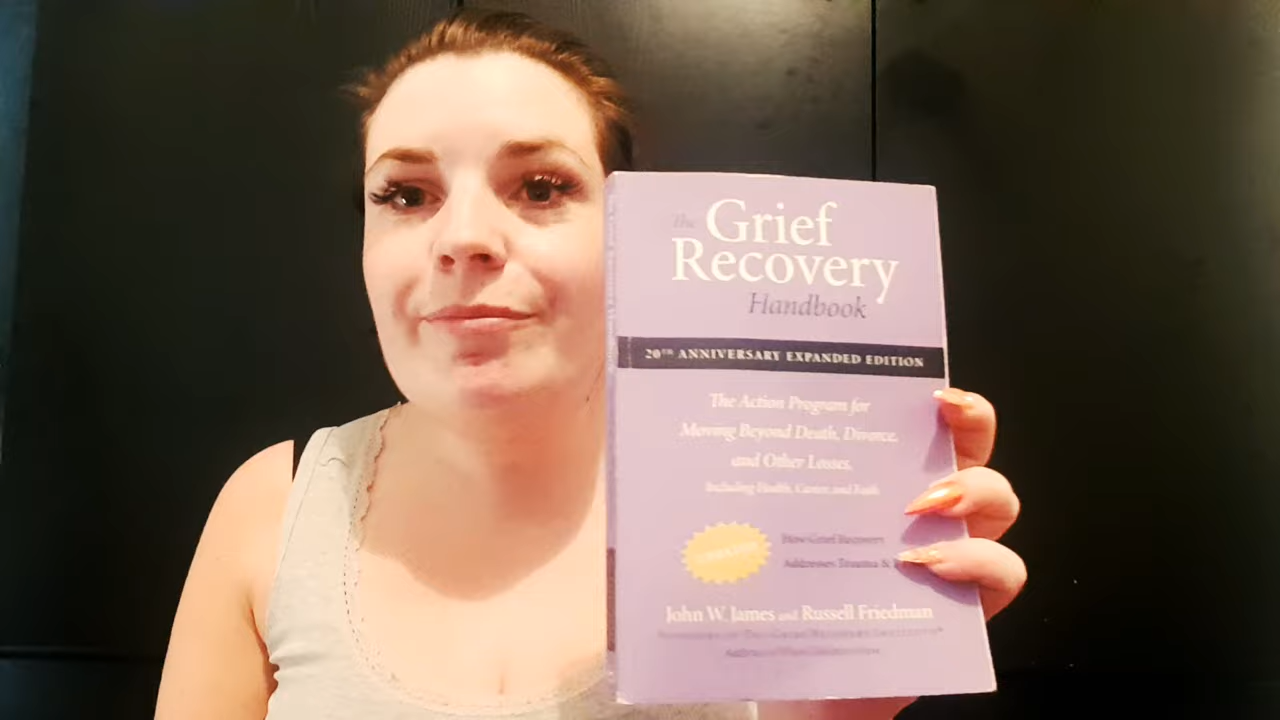 The Grief
Recovery
Handbook
20TH ANNIVERSARY EXPANDED EDITION
The Action Program for
Moving Beyond Death, Divorce,
and Other Losses,
Including Health, Career, and Faith
How Grief Recovery
Addresses Trauma &
John W. James and Russell Friedman